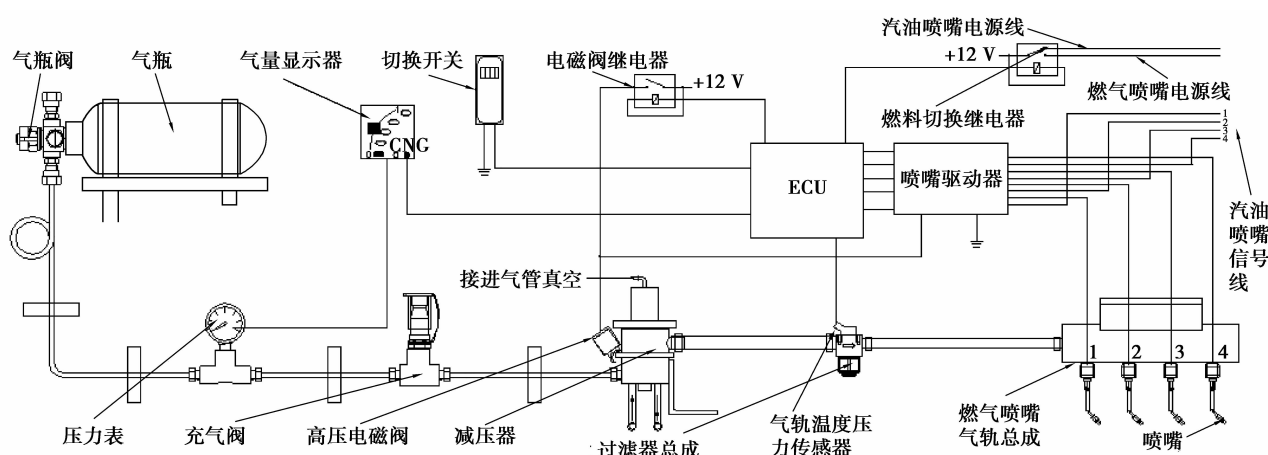 汽油喷嘴电源线
气瓶阀
气瓶
气量显示器
切换开关
电磁阀继电器
+12 V
+12 V
燃气喷嘴电源线
燃料切换继电器
CNG
1
2
3
4
ECU
喷嘴驱动器
汽油
喷嘴
信号
线
接进气管真空
1
2
3
4
压力表
充气阀
高压电磁阀
减压器
过滤器总成
气轨温度压
力传感器
燃气喷嘴
气轨总成
喷嘴